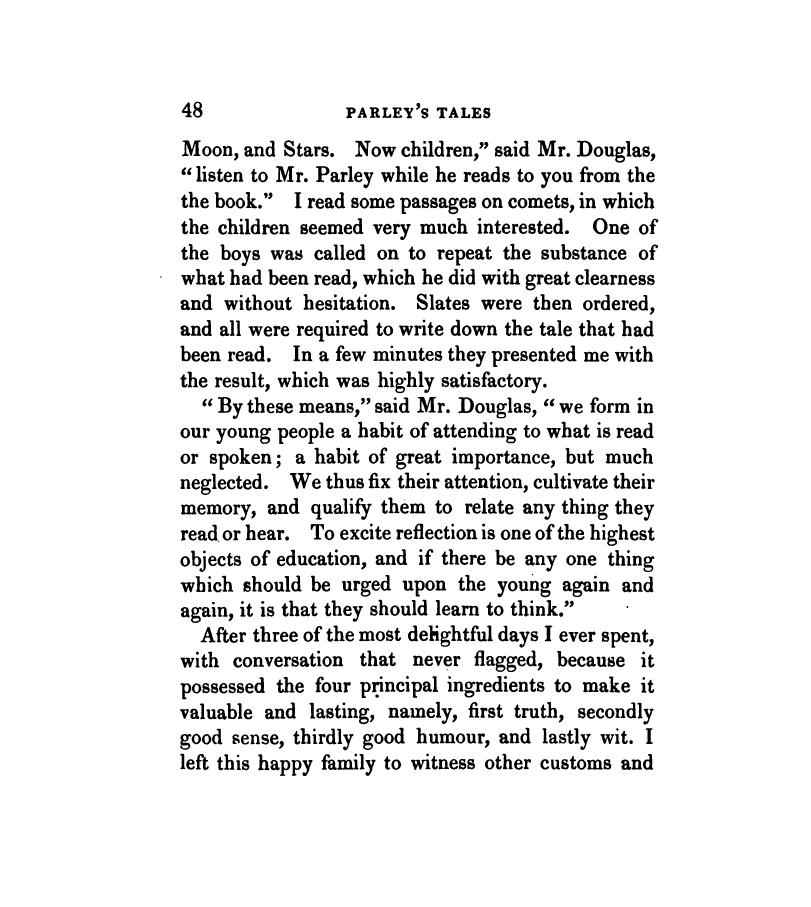 48 PARLEY'S TALES
Moon, and Stars. Now children,” said Mr. Douglas,
“listen to Mr. Parley while he reads to you from the
the book.” I read some passages on comets, in which
the children seemed very much interested. One of
the boys was called on to repeat the substance of
what had been read, which he did with great clearness
and without hesitation. Slates were then ordered,
and all were required to write down the tale that had
been read. In a few minutes they presented me with
the result, which was highly satisfactory.
“By these means,” said Mr. Douglas, “we form in
our young people a habit of attending to what is read
or spoken; a habit of great importance, but much
neglected. We thus fix their attention, cultivate their
memory, and qualify them to relate any thing they
read or hear. To excite reflection is one of the highest
objects of education, and if there be any one thing
which should be urged upon the young again and
again, it is that they should learn to think.”
After three of the most delightful days I ever spent,
with conversation that never flagged, because it
possessed the four principal ingredients to make it
valuable and lasting, namely, first truth, secondly
good sense, thirdly good humour, and lastly wit. I
left this happy family to witness other customs and